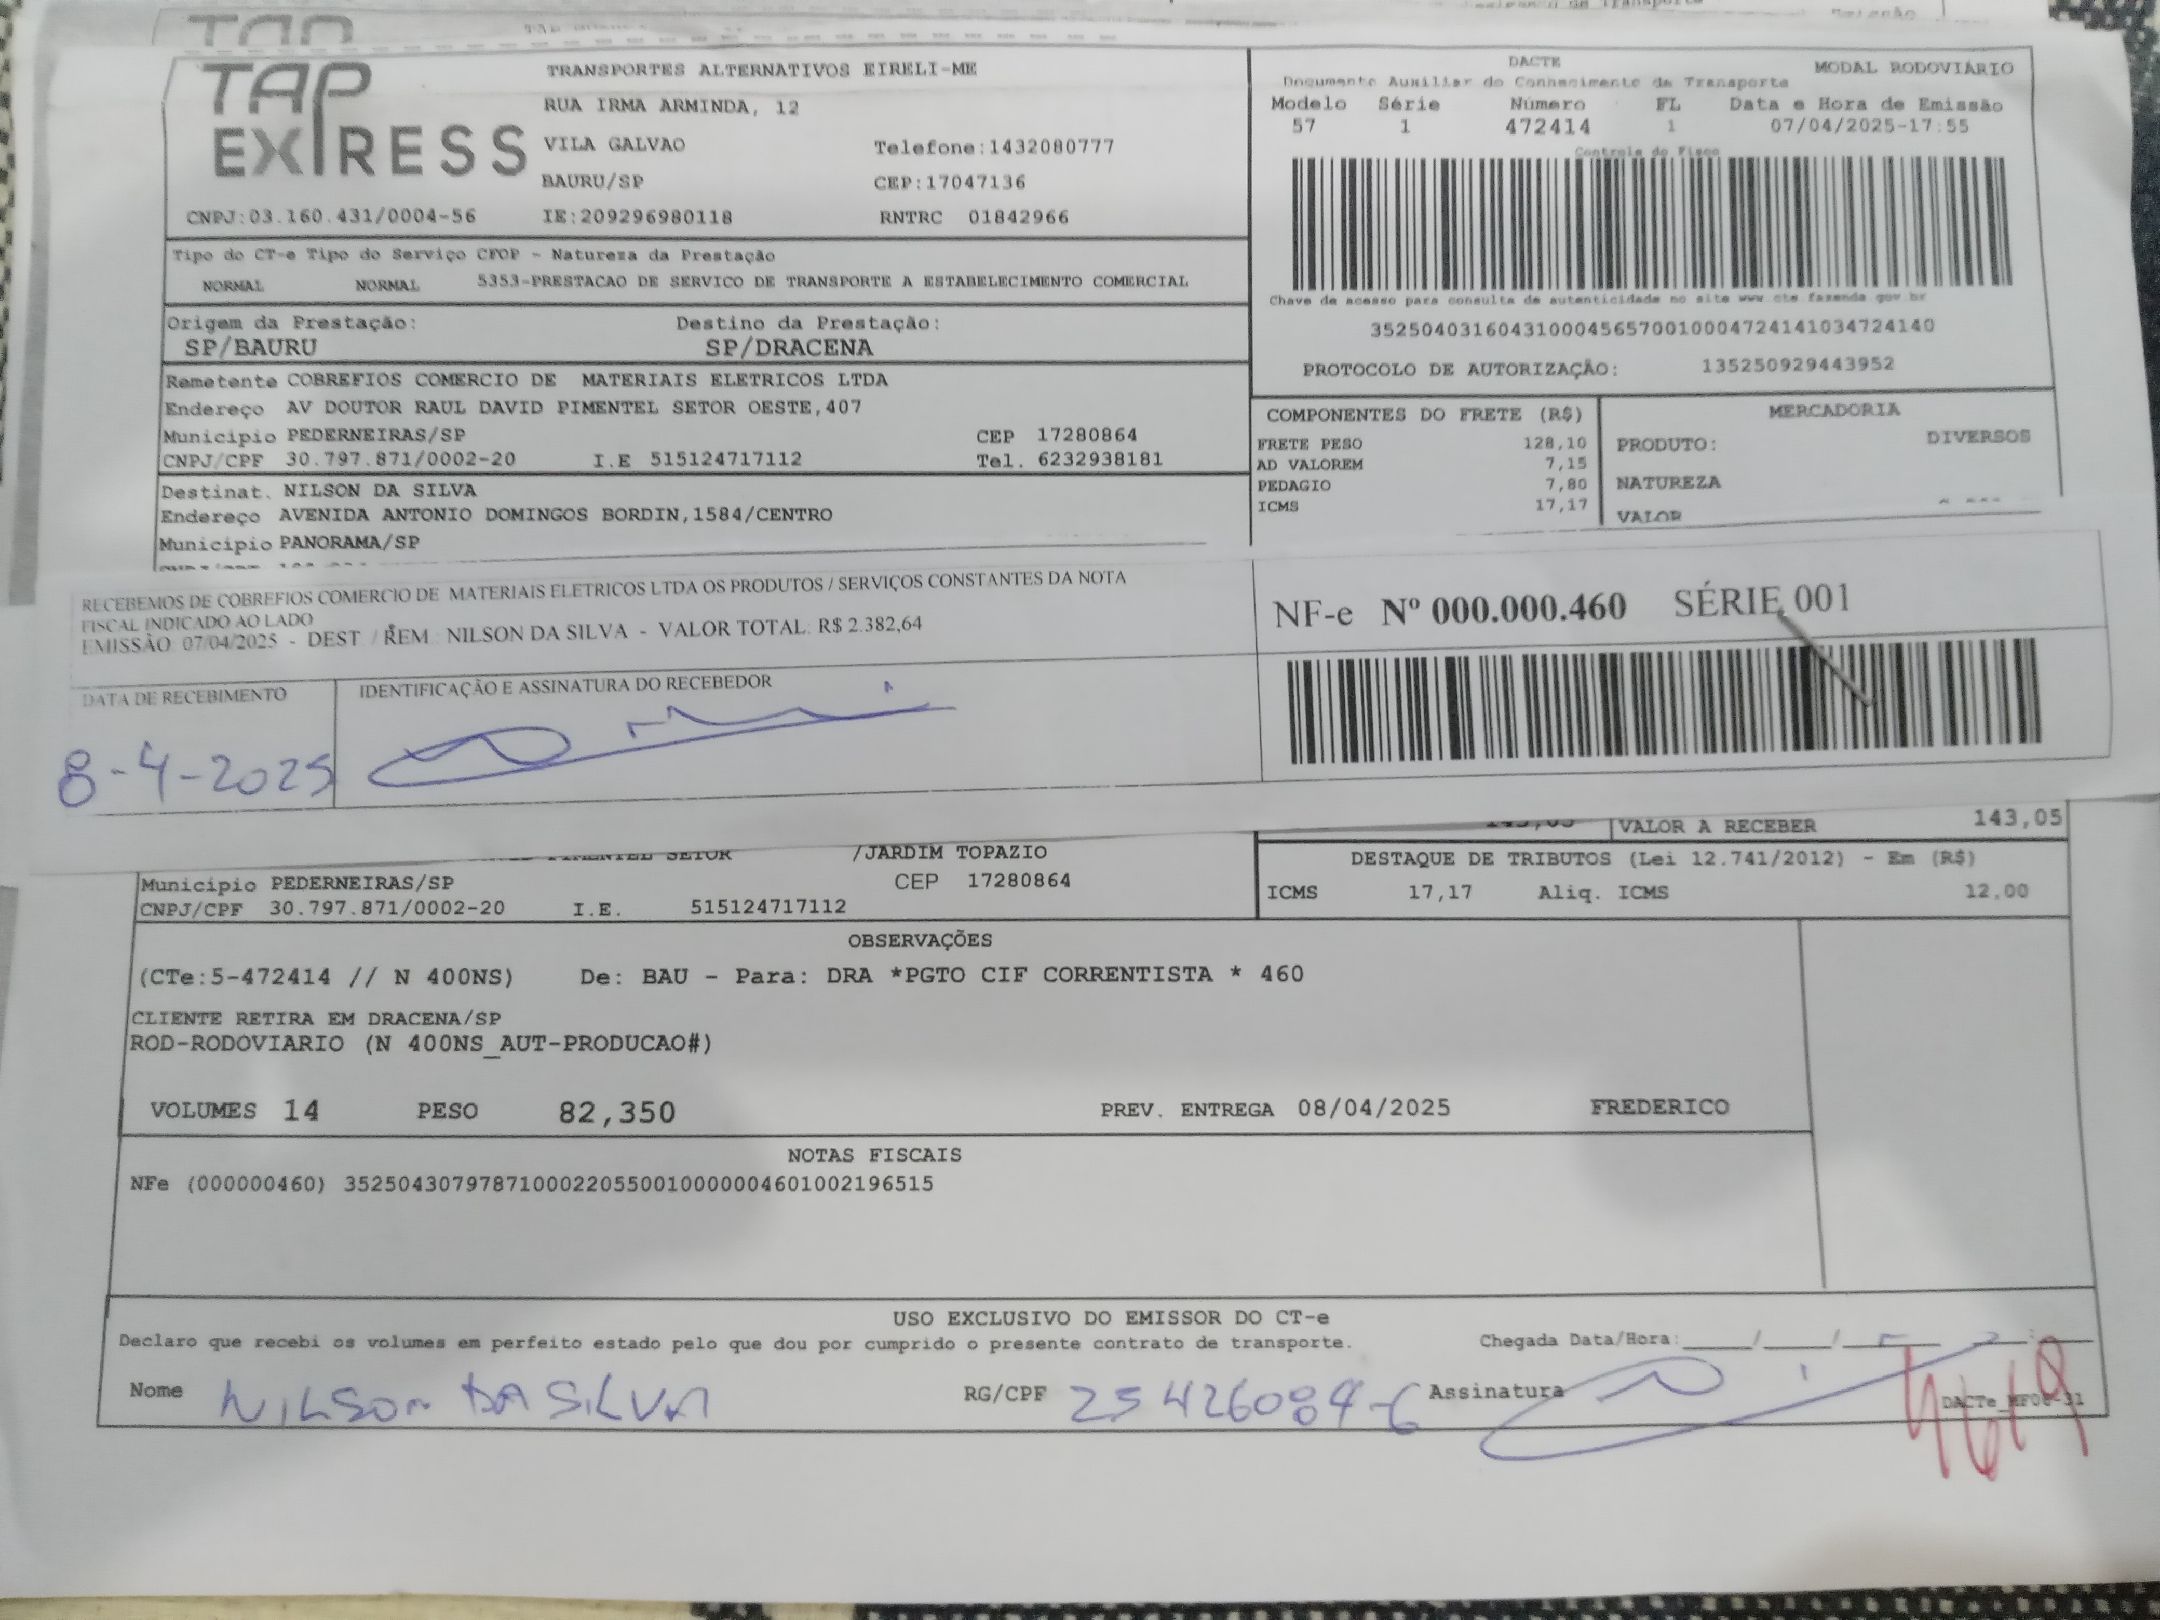 TAP EXPRESS
TRANSPORTES ALTERNATIVOS EIRELI-ME
RUA IRMA ARMINDA, 12
VILA GALVAO Telefone:1432080777
BAURU/SP CEP:17047136
CNPJ:03.160.431/0004-56 IE:209296980118 RNTRC 01842966
DACTE MODAL RODOVIÁRIO
Documento Auxiliar do Conhecimento de Transporte
Modelo Série Número FL Data e Hora de Emissão
57 1 472414 1 07/04/2025-17:55
Controle do Fisco
Chave de acesso para consulta de autenticidade no site www.cte.fazenda.gov.br
35250403160431000456570010004724141034724140
PROTOCOLO DE AUTORIZAÇÃO: 135250929443952
Tipo do CT-e Tipo do Serviço CFOP - Natureza da Prestação
NORMAL NORMAL 5353-PRESTACAO DE SERVICO DE TRANSPORTE A ESTABELECIMENTO COMERCIAL
Origem da Prestação: Destino da Prestação:
SP/BAURU SP/DRACENA
Remetente COBREFIOS COMERCIO DE MATERIAIS ELETRICOS LTDA
Endereço AV DOUTOR RAUL DAVID PIMENTEL SETOR OESTE,407
Município PEDERNEIRAS/SP CEP 17280864
CNPJ/CPF 30.797.871/0002-20 I.E 515124717112 Tel. 6232938181
Destinat. NILSON DA SILVA
Endereço AVENIDA ANTONIO DOMINGOS BORDIN,1584/CENTRO
Município PANORAMA/SP
COMPONENTES DO FRETE (R$)
FRETE PESO 128,10
AD VALOREM 7,15
PEDAGIO 7,80
ICMS 17,17
MERCADORIA
PRODUTO: DIVERSOS
NATUREZA
VALOR
RECEBEMOS DE COBREFIOS COMERCIO DE MATERIAIS ELETRICOS LTDA OS PRODUTOS / SERVIÇOS CONSTANTES DA NOTA
FISCAL INDICADO AO LADO
EMISSÃO: 07/04/2025 - DEST. / REM.: NILSON DA SILVA - VALOR TOTAL: R$ 2.382,64
NF-e Nº 000.000.460 SÉRIE 001
DATA DE RECEBIMENTO IDENTIFICAÇÃO E ASSINATURA DO RECEBEDOR
8-4-2025
VALOR A RECEBER 143,05
PIMENTEL SETOR /JARDIM TOPAZIO
Município PEDERNEIRAS/SP CEP 17280864
CNPJ/CPF 30.797.871/0002-20 I.E. 515124717112
DESTAQUE DE TRIBUTOS (Lei 12.741/2012) - Em (R$)
ICMS 17,17 Aliq. ICMS 12,00
OBSERVAÇÕES
(CTe:5-472414 // N 400NS) De: BAU - Para: DRA *PGTO CIF CORRENTISTA * 460
CLIENTE RETIRA EM DRACENA/SP
ROD-RODOVIARIO (N 400NS_AUT-PRODUCAO#)
VOLUMES 14 PESO 82,350 PREV. ENTREGA 08/04/2025 FREDERICO
NOTAS FISCAIS
NFe (000000460) 35250430797871000220550010000004601002196515
USO EXCLUSIVO DO EMISSOR DO CT-e
Declaro que recebi os volumes em perfeito estado pelo que dou por cumprido o presente contrato de transporte. Chegada Data/Hora:
Nome NILSON DA SILVA RG/CPF 25426084-6 Assinatura